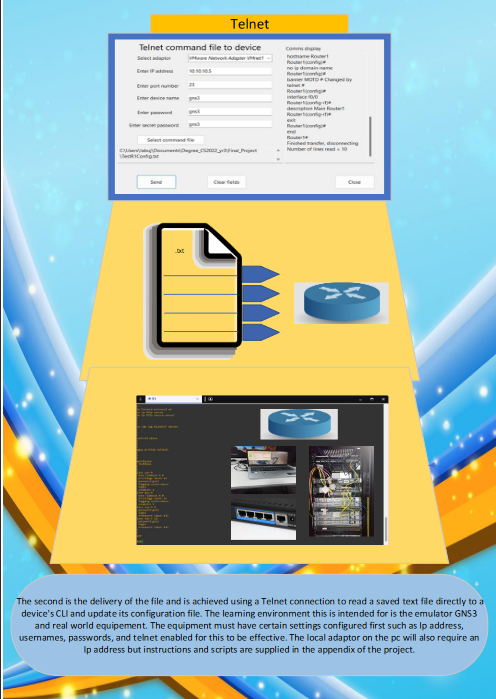 Telnet
Telnet command file to device
Comms display
Select adaptor
VMware Network Adapter VMnet1
Enter IP address
10.10.10.5
Enter port number
23
Enter device name
gns3
Enter password
gns3
Enter secret password
gns3
Select command file
C:\Users\
\Documents\Degree_CS2022_yr5\Final_Project
\TestR1Config.txt
hostname Router1
Router1(config)#
no ip domain-name
Router1(config)#
banner MOTD # Changed by
telnet #
Router1(config)#
interface f0/0
Router1(config-if)#
description Main Router1
Router1(config-if)#
exit
Router1(config)#
end
Router1#
Finished transfer, disconnecting
Number of lines read = 10
Send
Clear fields
Close
.txt
R1
The second is the delivery of the file and is achieved using a Telnet connection to read a saved text file directly to a
device's CLI and update its configuration file. The learning environment this is intended for is the emulator GNS3
and real world equipement. The equipment must have certain settings configured first such as Ip address,
usernames, passwords, and telnet enabled for this to be effective. The local adaptor on the pc will also require an
Ip address but instructions and scripts are supplied in the appendix of the project.